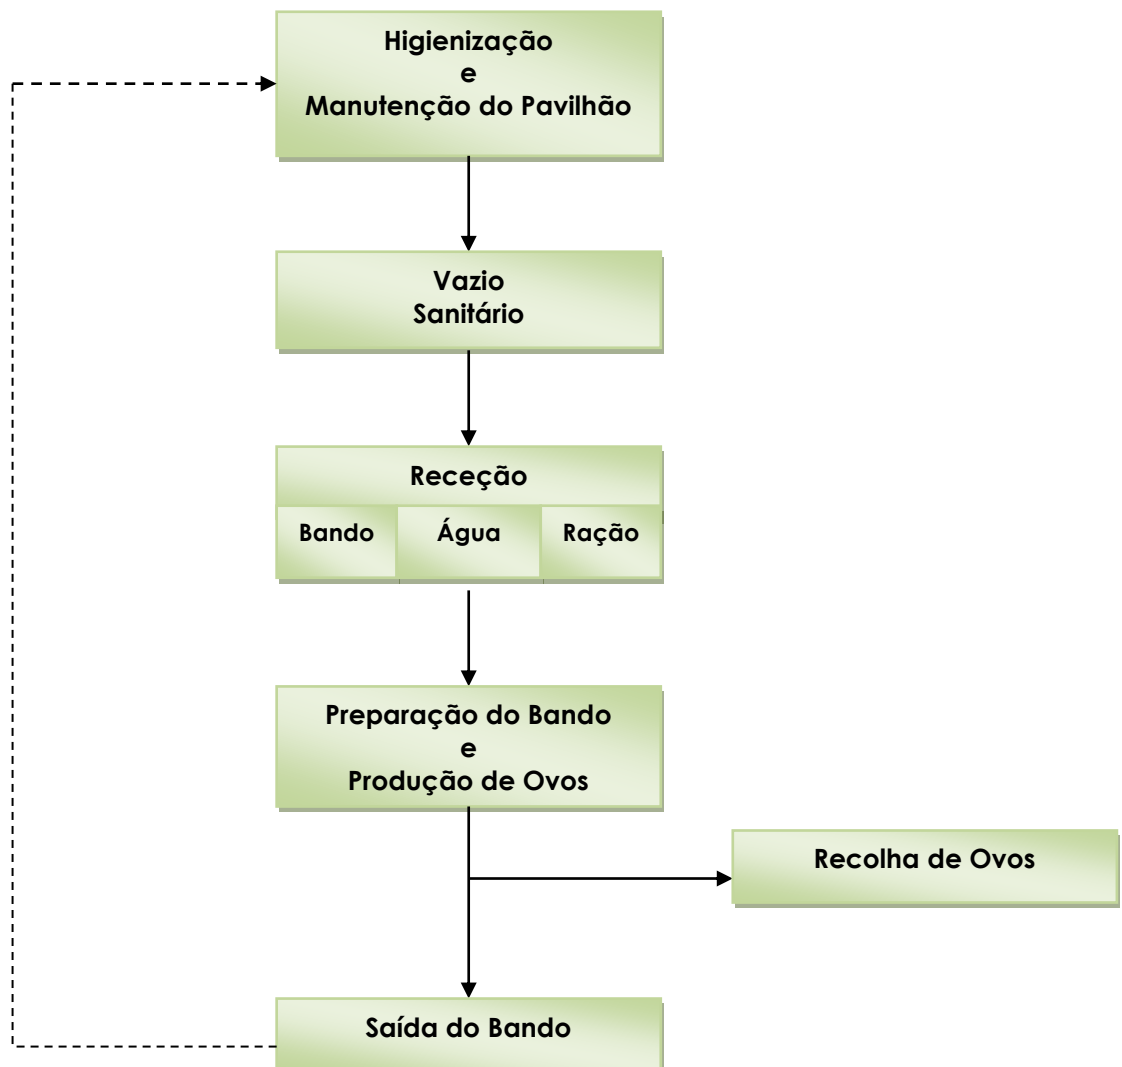 Higienização
e
Manutenção do Pavilhão
Vazio
Sanitário
Receção
Bando Água Ração
Preparação do Bando
e
Produção de Ovos
Recolha de Ovos
Saída do Bando